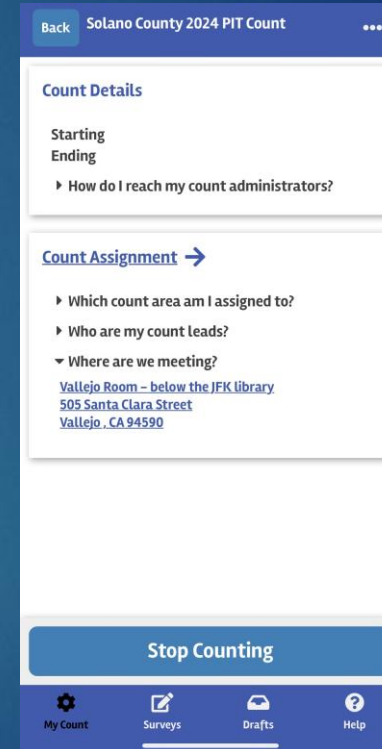 Back Solano County 2024 PIT Count
Count Details
Starting
Ending
How do I reach my count administrators?
Count Assignment
Which count area am I assigned to?
Who are my count leads?
Where are we meeting?
Vallejo Room – below the JFK library
505 Santa Clara Street
Vallejo , CA 94590
Stop Counting
My Count Surveys Drafts Help